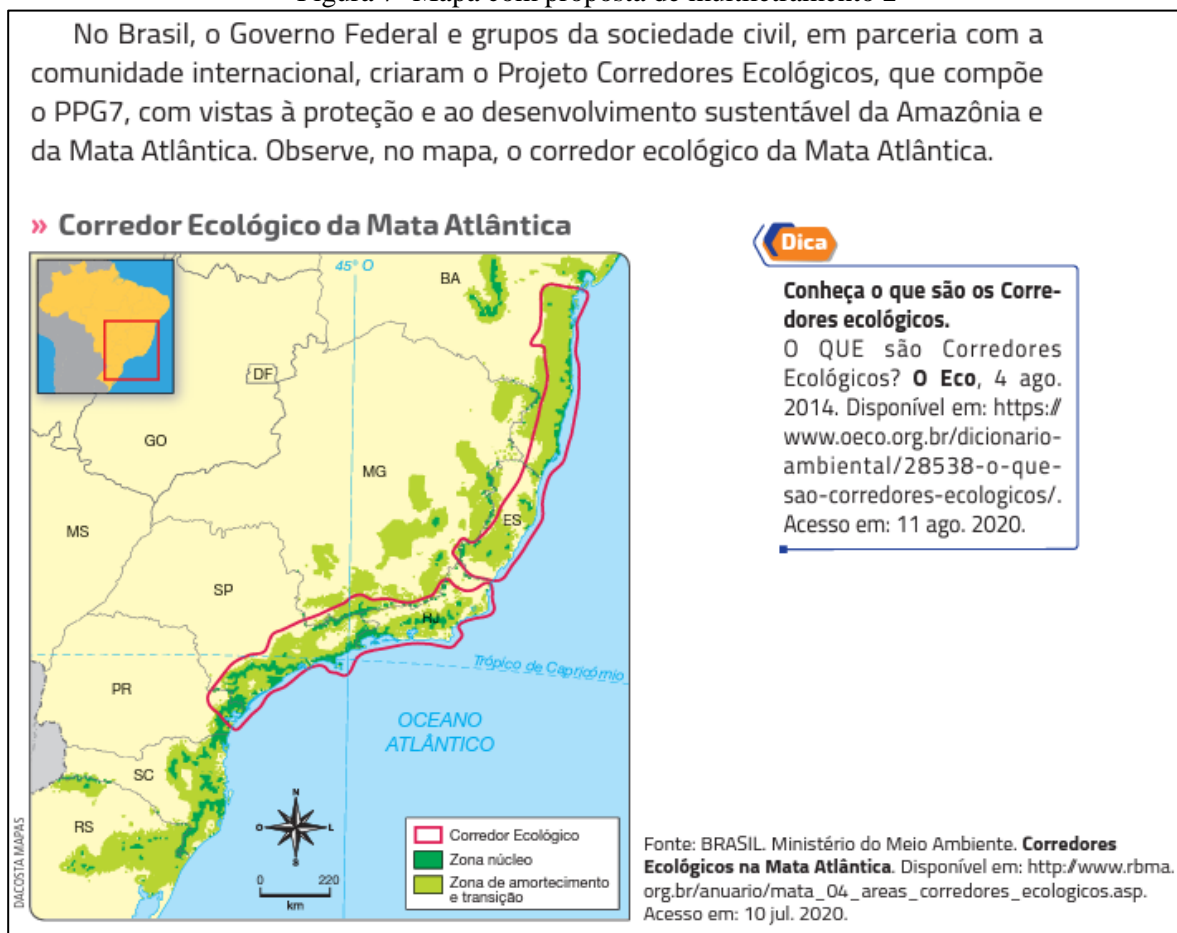 No Brasil, o Governo Federal e grupos da sociedade civil, em parceria com a
comunidade internacional, criaram o Projeto Corredores Ecológicos, que compõe
o PPG7, com vistas à proteção e ao desenvolvimento sustentável da Amazônia e
da Mata Atlântica. Observe, no mapa, o corredor ecológico da Mata Atlântica.
» Corredor Ecológico da Mata Atlântica
45° O
BA
DF
GO
MG
MS
ES
SP
RJ
Trópico de Capricórnio
PR
OCEANO
ATLÂNTICO
SC
RS
N
O
L
S
0 220
km
Corredor Ecológico
Zona núcleo
Zona de amortecimento
e transição
DACOSTA MAPAS
Dica
Conheça o que são os Corre-
dores ecológicos.
O QUE são Corredores
Ecológicos? O Eco, 4 ago.
2014. Disponível em: https://
www.oeco.org.br/dicionario-
ambiental/28538-o-que-
sao-corredores-ecologicos/.
Acesso em: 11 ago. 2020.
Fonte: BRASIL. Ministério do Meio Ambiente. Corredores
Ecológicos na Mata Atlântica. Disponível em: http://www.rbma.
org.br/anuario/mata_04_areas_corredores_ecologicos.asp.
Acesso em: 10 jul. 2020.